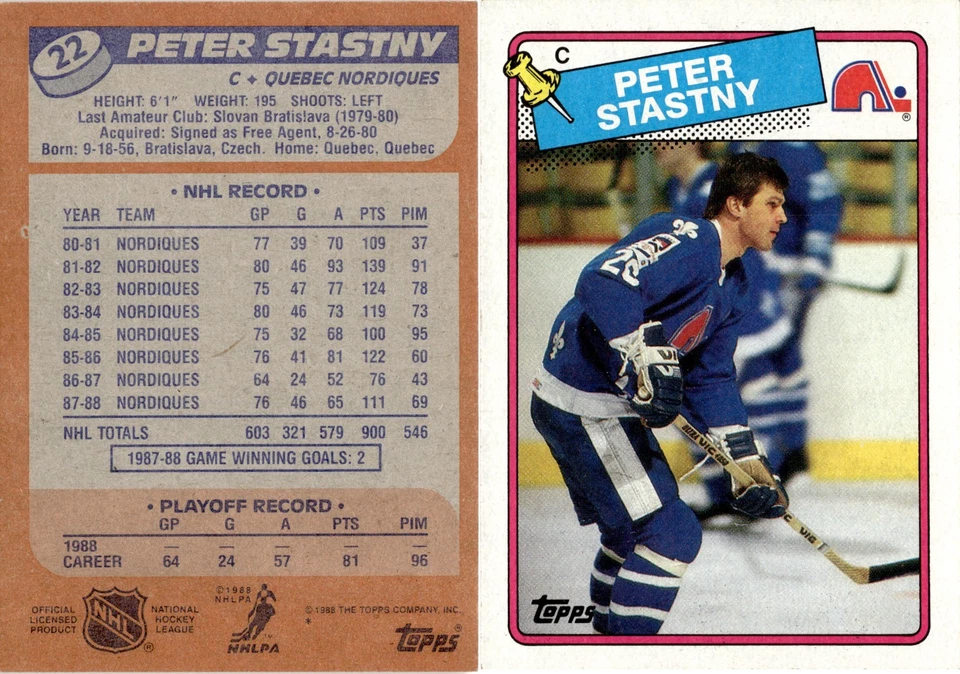 22
PETER STASTNY
C ✦ QUEBEC NORDIQUES
HEIGHT: 6'1" WEIGHT: 195 SHOOTS: LEFT
Last Amateur Club: Slovan Bratislava (1979-80)
Acquired: Signed as Free Agent, 8-26-80
Born: 9-18-56, Bratislava, Czech. Home: Quebec, Quebec
• NHL RECORD •
YEAR TEAM GP G A PTS PIM
80-81 NORDIQUES 77 39 70 109 37
81-82 NORDIQUES 80 46 93 139 91
82-83 NORDIQUES 75 47 77 124 78
83-84 NORDIQUES 80 46 73 119 73
84-85 NORDIQUES 75 32 68 100 95
85-86 NORDIQUES 76 41 81 122 60
86-87 NORDIQUES 64 24 52 76 43
87-88 NORDIQUES 76 46 65 111 69
NHL TOTALS 603 321 579 900 546
1987-88 GAME WINNING GOALS: 2
• PLAYOFF RECORD •
GP G A PTS PIM
1988 — — — — —
CAREER 64 24 57 81 96
OFFICIAL
LICENSED
PRODUCT
NHL
®
NATIONAL
HOCKEY
LEAGUE
©1988
NHLPA
NHLPA
©1988 THE TOPPS COMPANY, INC.
*
topps®
C
PETER
STASTNY
®
26
VIC
VIC
topps